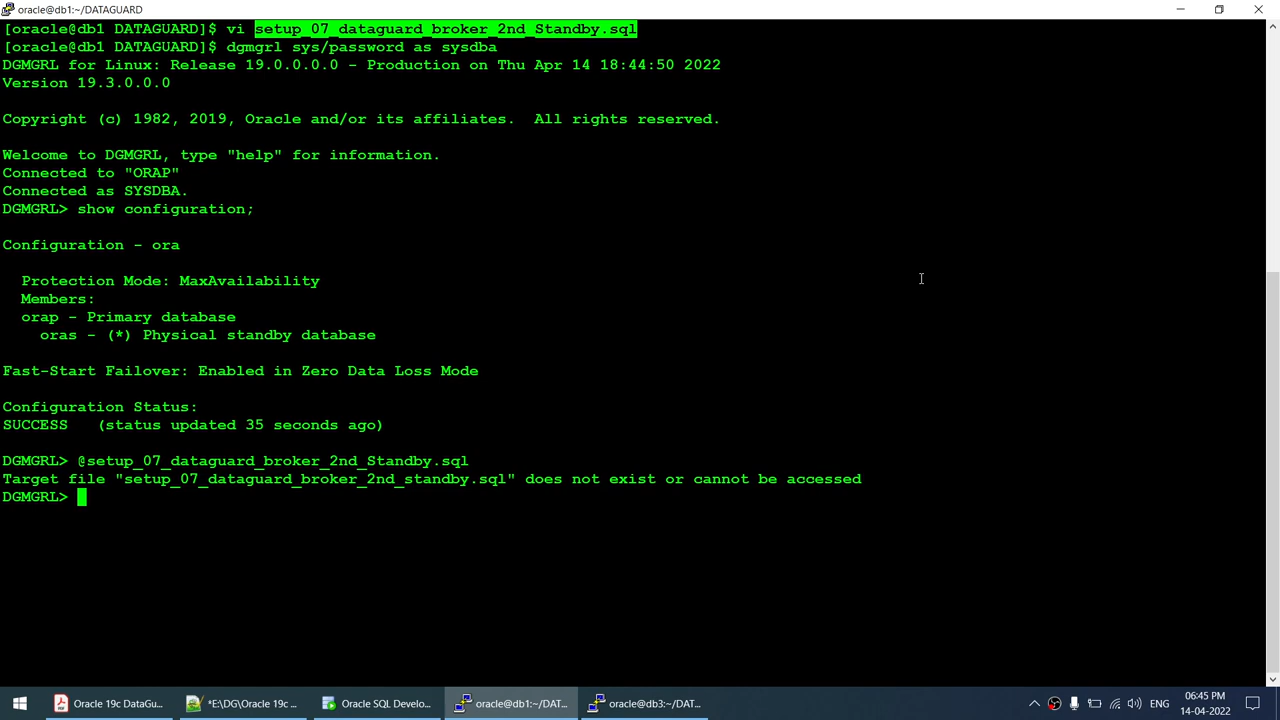 oracle@db1:~/DATAGUARD
[oracle@db1 DATAGUARD]$ vi setup_07_dataguard_broker_2nd_Standby.sql
[oracle@db1 DATAGUARD]$ dgmgrl sys/password as sysdba
DGMGRL for Linux: Release 19.0.0.0.0 - Production on Thu Apr 14 18:44:50 2022
Version 19.3.0.0.0
Copyright (c) 1982, 2019, Oracle and/or its affiliates.  All rights reserved.
Welcome to DGMGRL, type "help" for information.
Connected to "ORAP"
Connected as SYSDBA.
DGMGRL> show configuration;
Configuration - ora
Protection Mode: MaxAvailability
Members:
orap - Primary database
oras - (*) Physical standby database
Fast-Start Failover: Enabled in Zero Data Loss Mode
Configuration Status:
SUCCESS   (status updated 35 seconds ago)
DGMGRL> @setup_07_dataguard_broker_2nd_Standby.sql
Target file "setup_07_dataguard_broker_2nd_standby.sql" does not exist or cannot be accessed
DGMGRL>
Oracle 19c DataGu... *E\DG\Oracle 19c ... Oracle SQL Develo... oracle@db1:~/DAT... oracle@db3:~/DAT... ENG 06:45 PM
14-04-2022